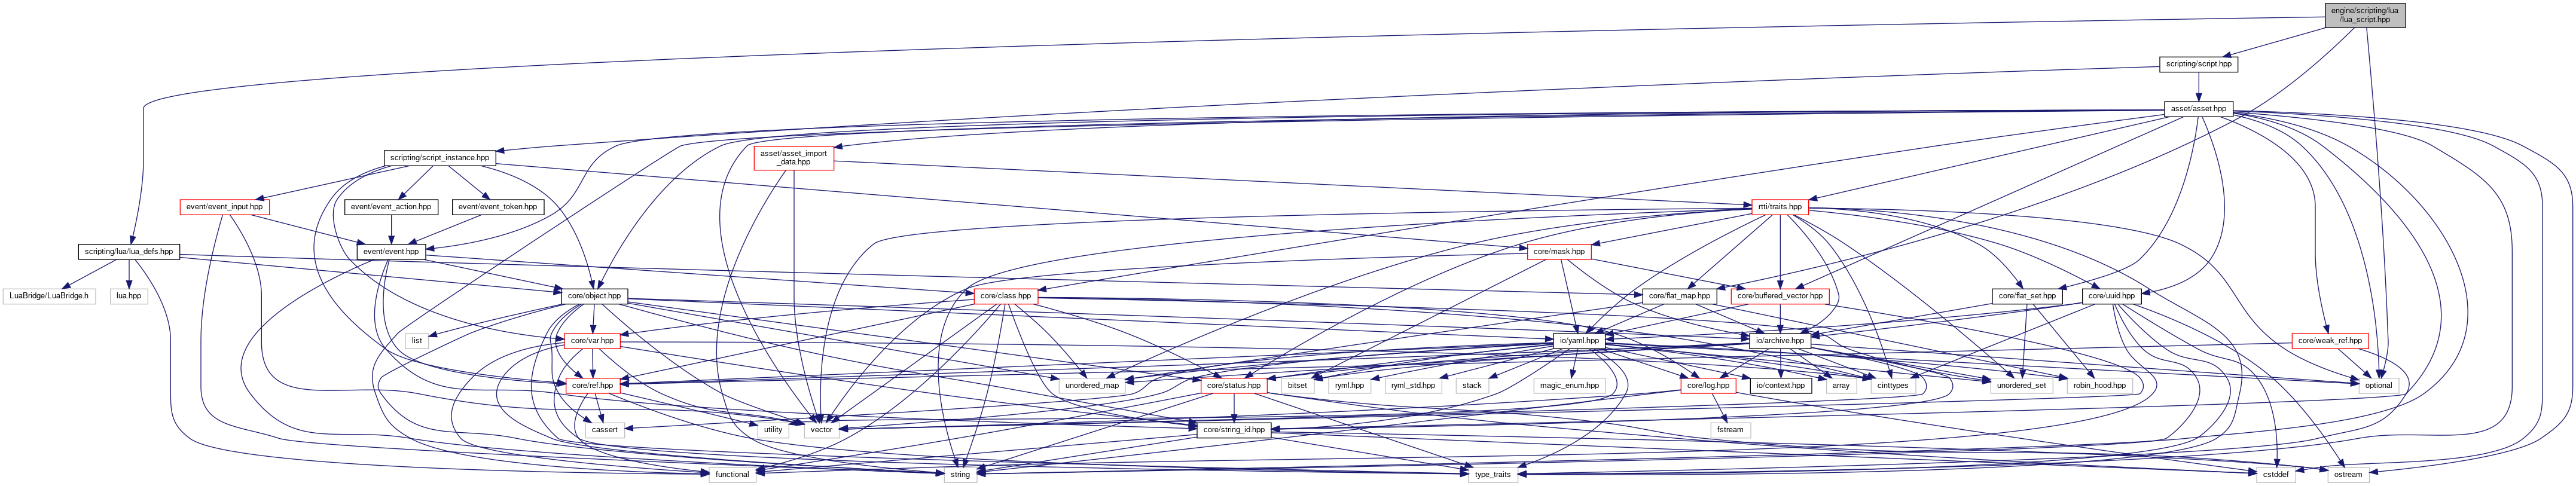 engine/scripting/lua
/lua_script.hpp
scripting/script.hpp
asset/asset.hpp
scripting/script_instance.hpp
asset/asset_import
_data.hpp
event/event_input.hpp
event/event_action.hpp
event/event_token.hpp
rtti/traits.hpp
scripting/lua/lua_defs.hpp
event/event.hpp
core/mask.hpp
LuaBridge/LuaBridge.h
lua.hpp
core/object.hpp
core/class.hpp
core/flat_map.hpp
core/buffered_vector.hpp
core/flat_set.hpp
core/uuid.hpp
list
core/var.hpp
io/yaml.hpp
io/archive.hpp
core/weak_ref.hpp
core/ref.hpp
unordered_map
core/status.hpp
bitset
ryml.hpp
ryml_std.hpp
stack
magic_enum.hpp
core/log.hpp
io/context.hpp
array
cinttypes
unordered_set
robin_hood.hpp
optional
cassert
utility
vector
core/string_id.hpp
fstream
functional
string
type_traits
cstddef
ostream